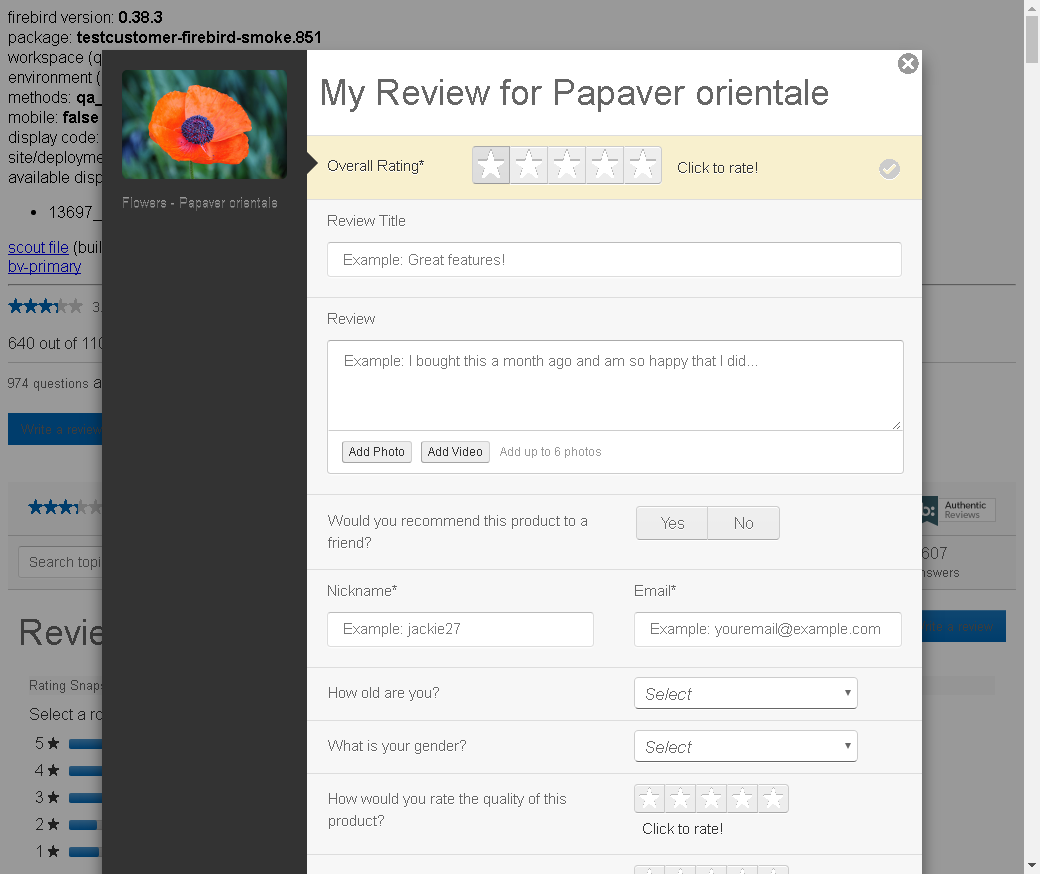 firebird version: 0.38.3
package: testcustomer-firebird-smoke.851
workspace (q
environment (
methods: qa_
mobile: false
display code:
site/deployme
available disp
13697_
scout file (buil
bv-primary
3.
640 out of 110
974 questions a
Write a review
Search topi
Revie
Rating Snaps
Select a ro
5★
4★
3★
2★
1★
Flowers - Papaver orientale
My Review for Papaver orientale
Overall Rating*
Click to rate!
Review Title
Example: Great features!
Review
Example: I bought this a month ago and am so happy that I did...
Add Photo Add Video Add up to 6 photos
Would you recommend this product to a
friend?
Yes No
Nickname* Email*
Example: jackie27 Example: youremail@example.com
How old are you? Select
What is your gender? Select
How would you rate the quality of this
product?
Click to rate!
b: Authentic
Reviews
607
nswers
te a review